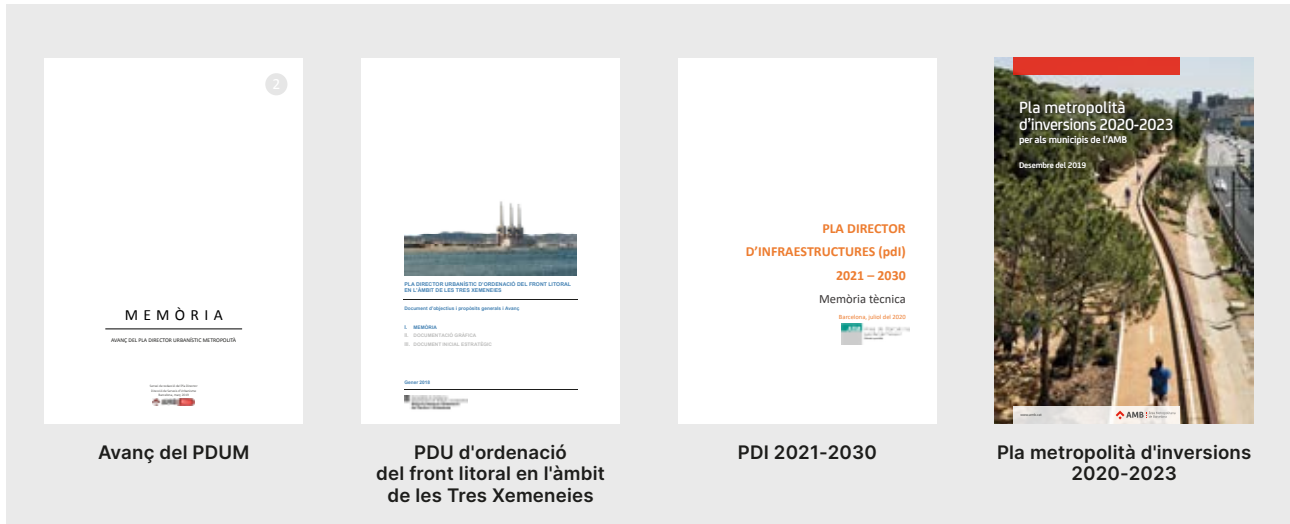 2
MEMÒRIA
AVANÇ DEL PLA DIRECTOR URBANÍSTIC METROPOLITÀ
Avanç del PDUM
PLA DIRECTOR URBANÍSTIC D'ORDENACIÓ DEL FRONT LITORAL
EN L'ÀMBIT DE LES TRES XEMENEIES
Document d'objectius i propòsits generals i Avanç
I. MEMÒRIA
II. DOCUMENTACIÓ GRÀFICA
III. DOCUMENT INICIAL ESTRATÈGIC
Gener 2018
PDU d'ordenació
del front litoral en l'àmbit
de les Tres Xemeneies
PLA DIRECTOR
D'INFRAESTRUCTURES (pdI)
2021 – 2030
Memòria tècnica
Barcelona, juliol del 2020
PDI 2021-2030
Pla metropolità
d'inversions 2020-2023
per als municipis de l'AMB
Desembre del 2019
www.amb.cat
AMB
Pla metropolità d'inversions
2020-2023